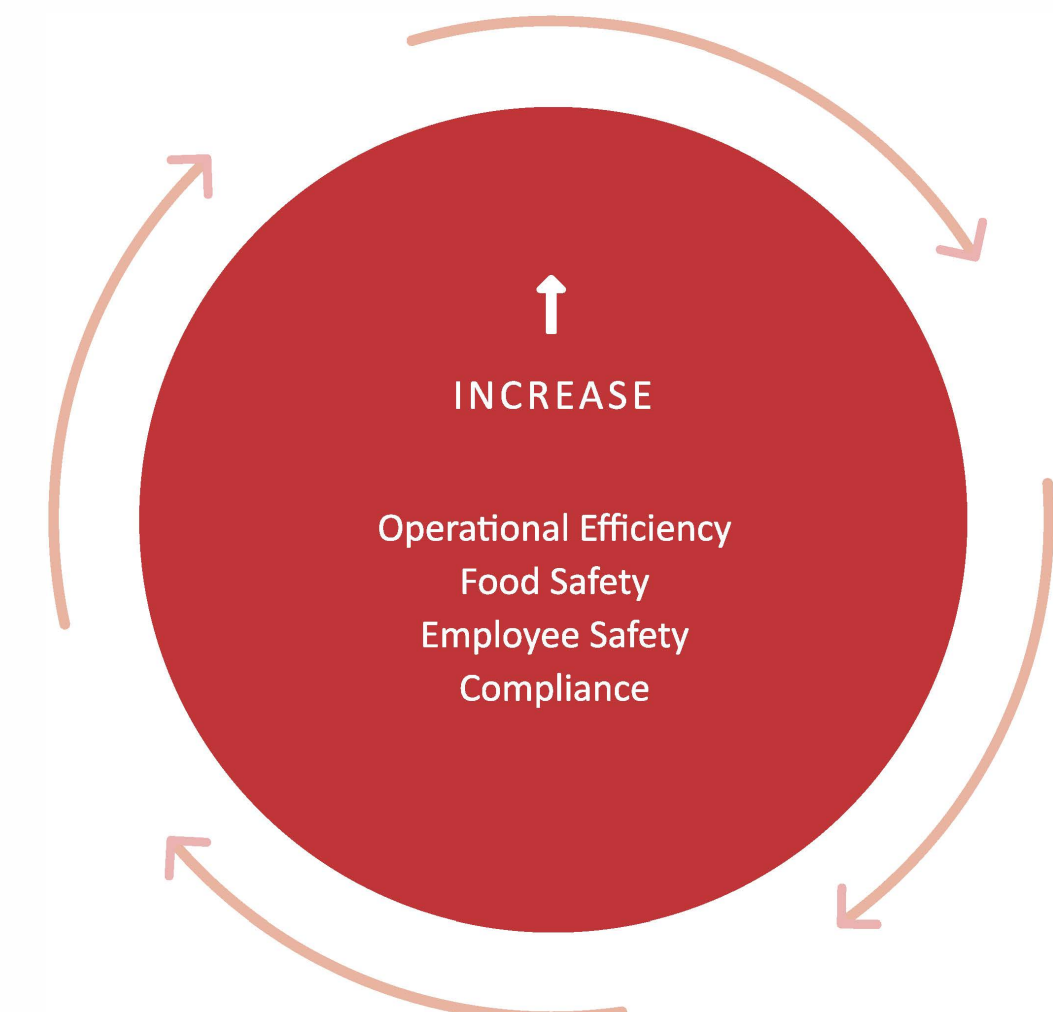 INCREASE
Operational Efficiency
Food Safety
Employee Safety
Compliance